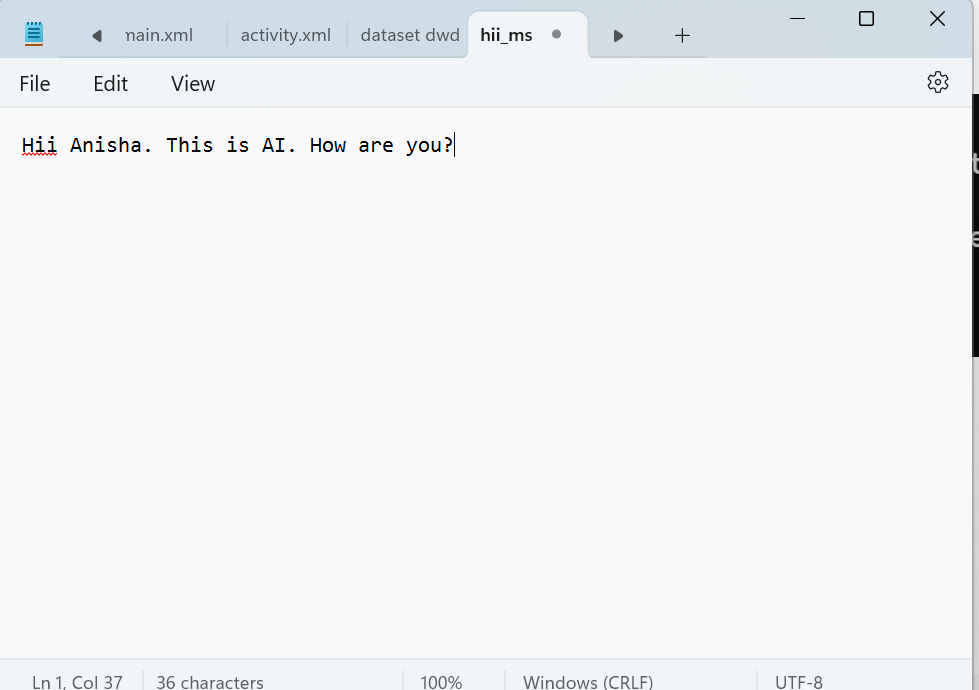 main.xml activity.xml dataset dwd hii_ms
File Edit View
Hii Anisha. This is AI. How are you?
Ln 1, Col 37 36 characters 100% Windows (CRLF) UTF-8